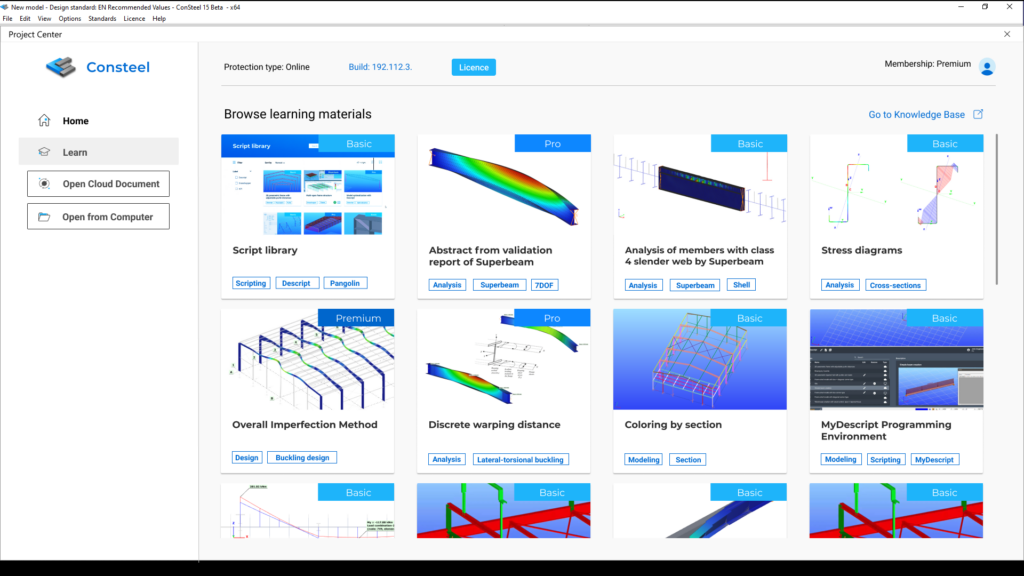 New model - Design standard: EN Recommended Values - ConSteel 15 Beta - x64
File Edit View Options Standards Licence Help
Project Center
Consteel
Protection type: Online
Build: 192.112.3.
Licence
Membership: Premium
Home
Learn
Open Cloud Document
Open from Computer
Browse learning materials
Go to Knowledge Base
Script library
Basic
Script library
Scripting Descript Pangolin
Pro
Abstract from validation
report of Superbeam
Analysis Superbeam 7DOF
Basic
Analysis of members with class
4 slender web by Superbeam
Analysis Superbeam Shell
Basic
Stress diagrams
Analysis Cross-sections
Premium
Overall Imperfection Method
Design Buckling design
Pro
Discrete warping distance
Analysis Lateral-torsional buckling
Basic
Coloring by section
Modeling Section
Basic
MyDescript Programming
Environment
Modeling Scripting MyDescript
Basic
Basic
Basic
Basic